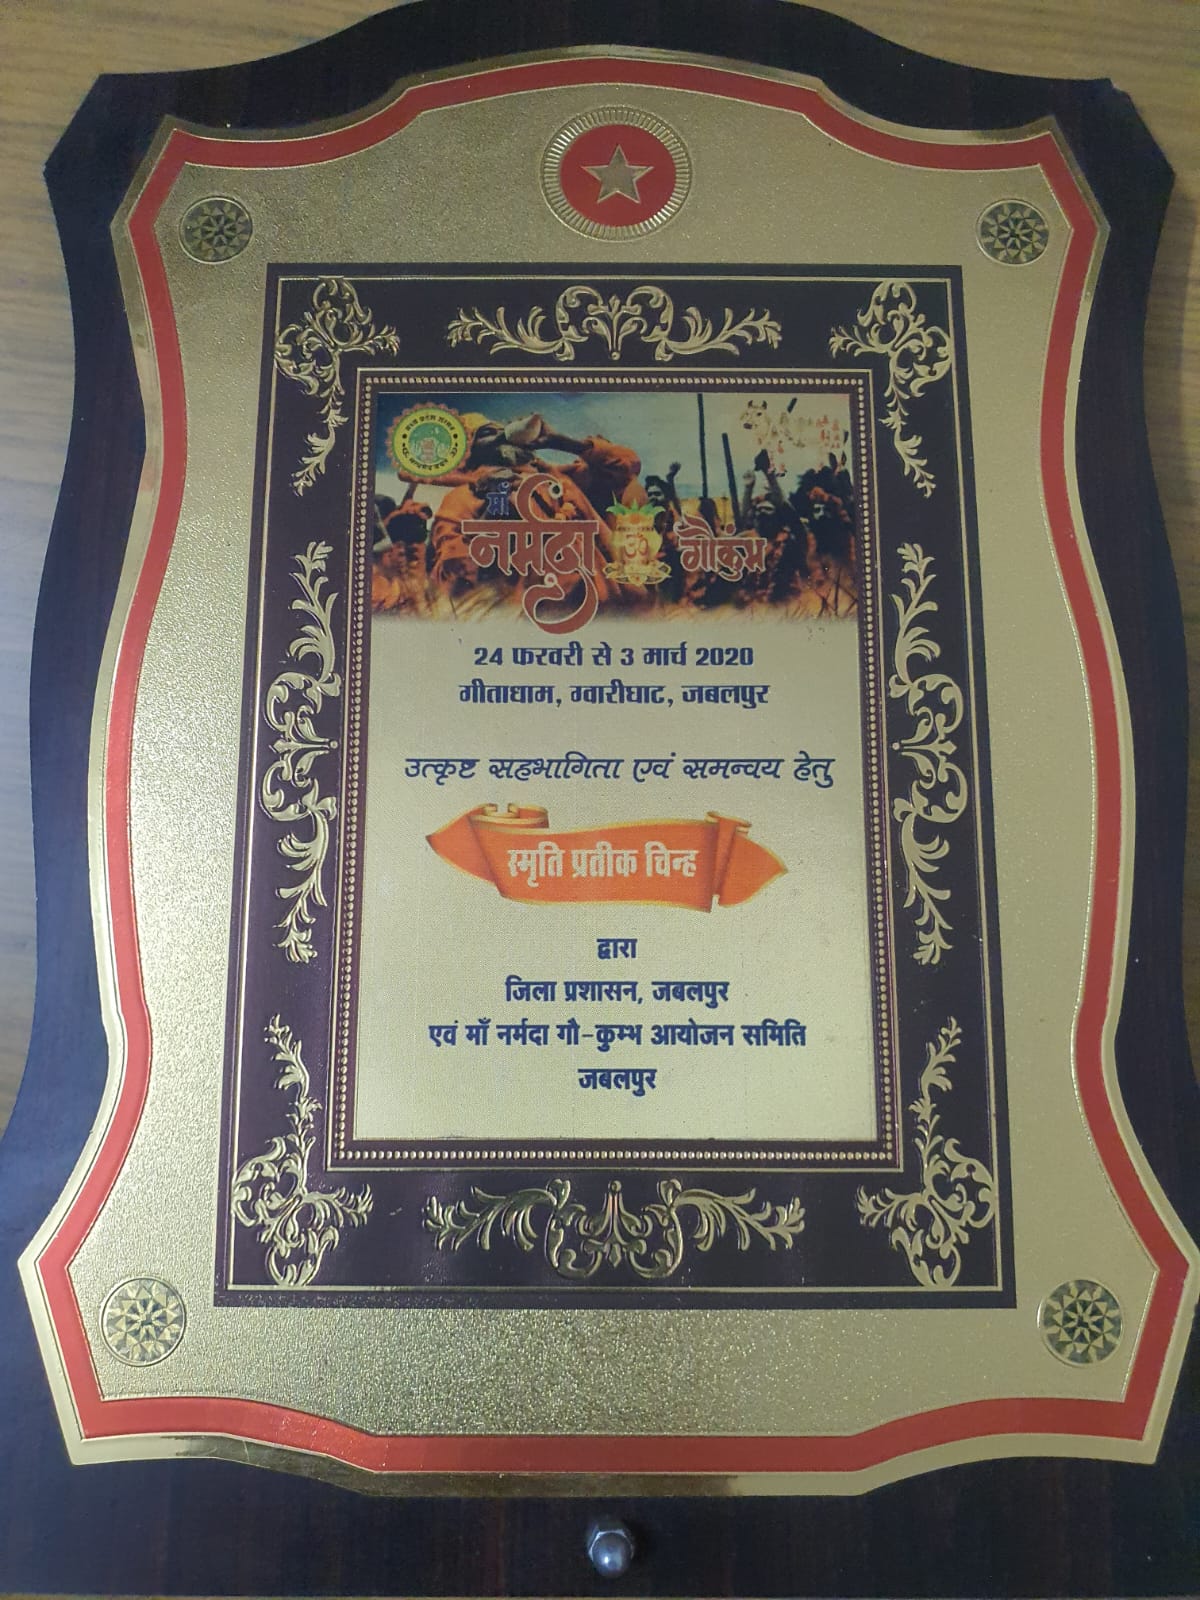 माँ
नर्मदा गौकुंभ
24 फरवरी से 3 मार्च 2020
गीताधाम, ग्वारीघाट, जबलपुर
उत्कृष्ट सहभागिता एवं समन्वय हेतु
स्मृति प्रतीक चिन्ह
द्वारा
जिला प्रशासन, जबलपुर
एवं माँ नर्मदा गौ-कुम्भ आयोजन समिति
जबलपुर